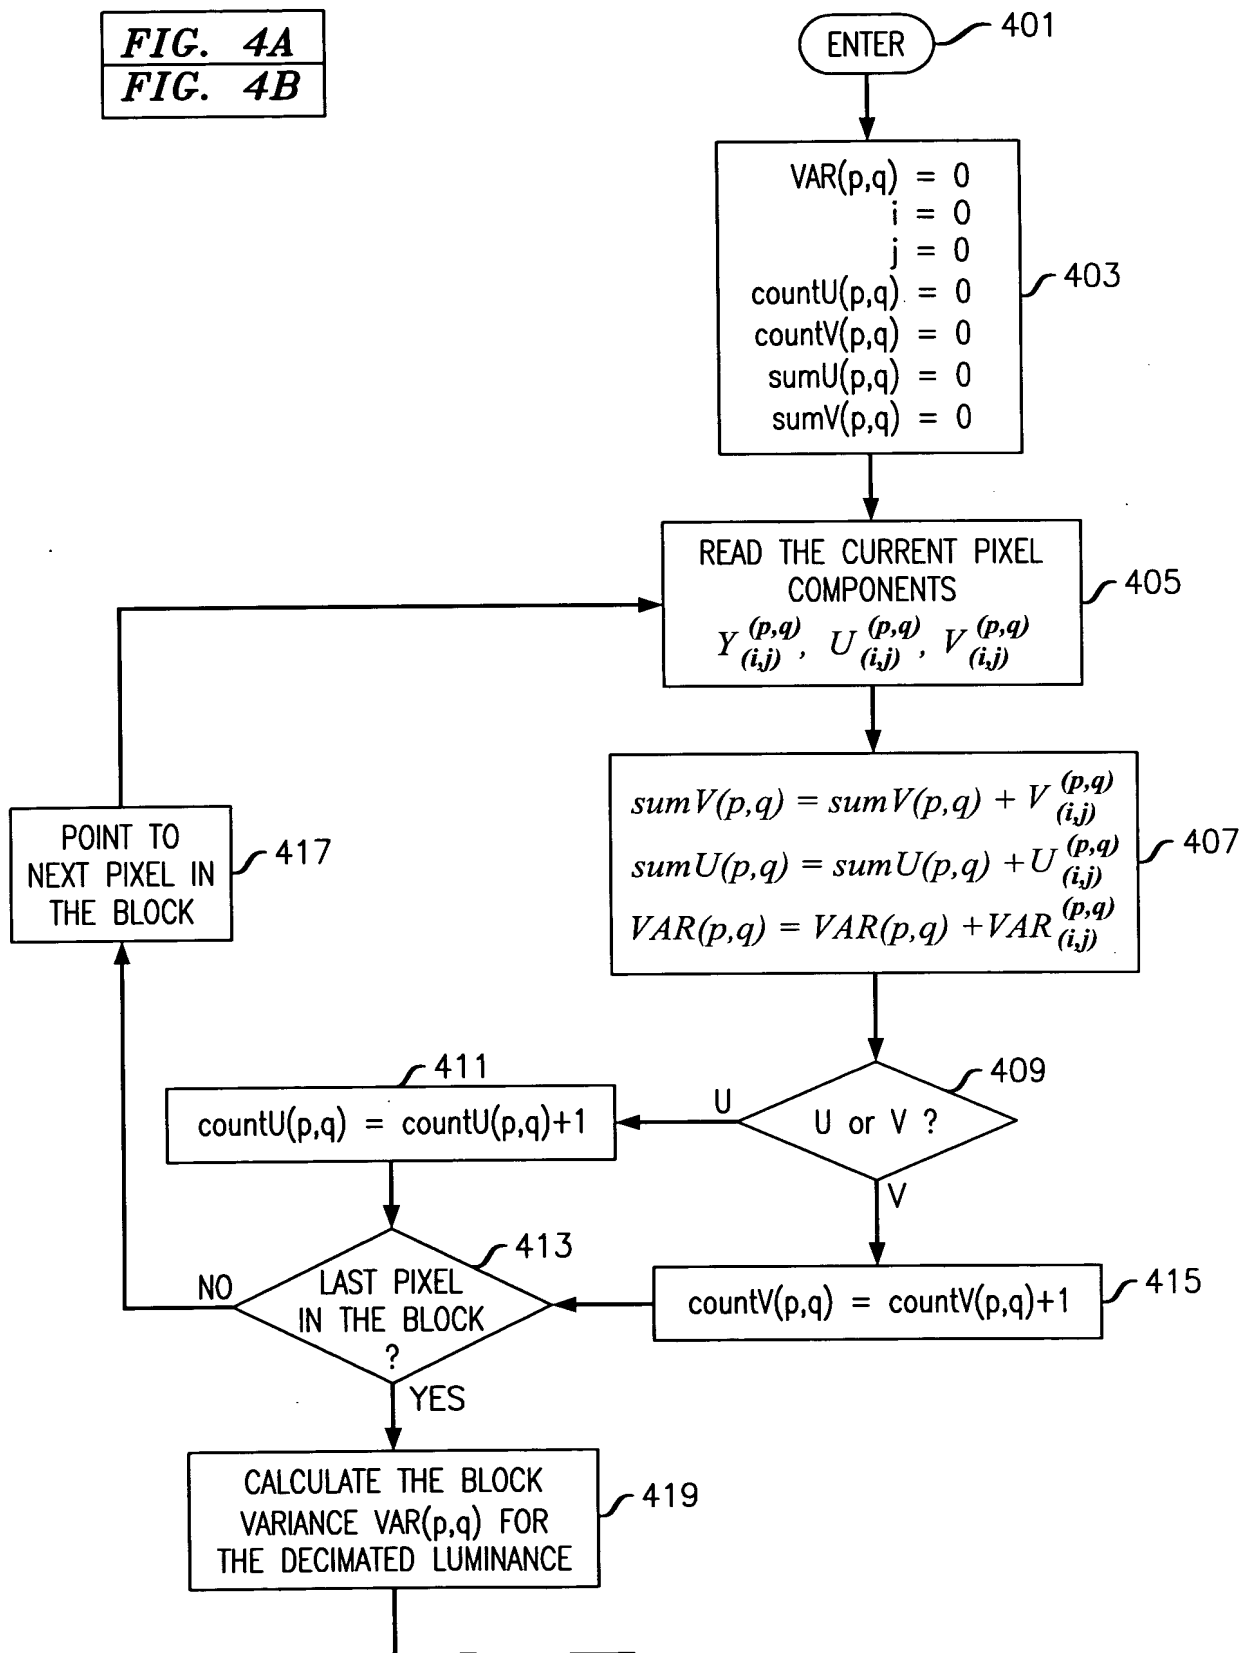 FIG. 4A
FIG. 4B
ENTER
401
VAR(p,q) = 0
i = 0
j = 0
countU(p,q) = 0
countV(p,q) = 0
sumU(p,q) = 0
sumV(p,q) = 0
403
READ THE CURRENT PIXEL
COMPONENTS
Y (p,q) (i,j), U (p,q) (i,j), V (p,q) (i,j)
405
sumV(p,q) = sumV(p,q) + V (p,q) (i,j)
sumU(p,q) = sumU(p,q) + U (p,q) (i,j)
VAR(p,q) = VAR(p,q) + VAR (p,q) (i,j)
407
POINT TO
NEXT PIXEL IN
THE BLOCK
417
U or V ?
409
U
V
countU(p,q) = countU(p,q)+1
411
LAST PIXEL
IN THE BLOCK
?
413
NO
YES
countV(p,q) = countV(p,q)+1
415
CALCULATE THE BLOCK
VARIANCE VAR(p,q) FOR
THE DECIMATED LUMINANCE
419